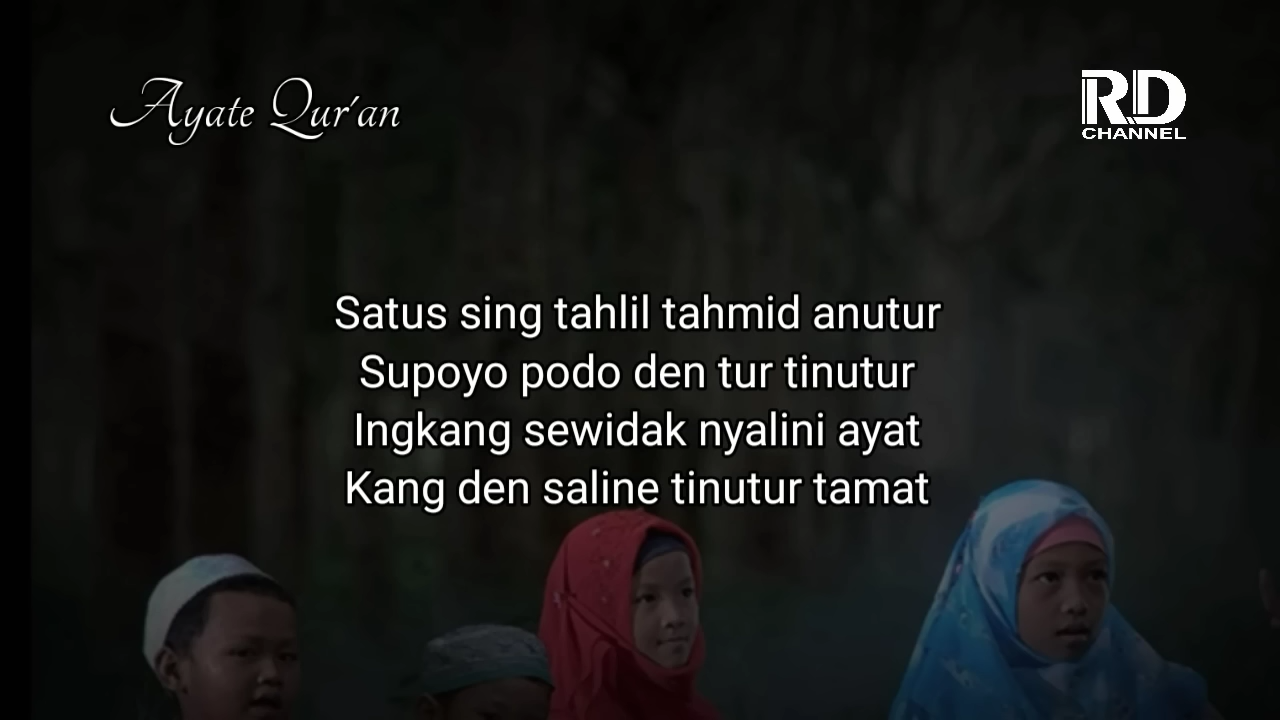 Ayate Qur'an
RD
CHANNEL
Satus sing tahlil tahmid anutur
Supoyo podo den tur tinutur
Ingkang sewidak nyalini ayat
Kang den saline tinutur tamat